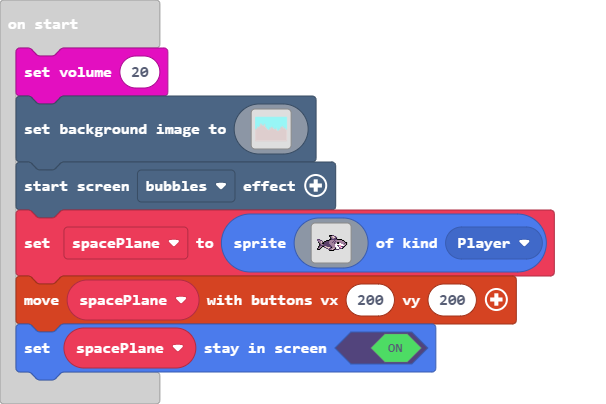 on start
set volume 20
set background image to
start screen bubbles effect
set spacePlane to sprite of kind Player
move spacePlane with buttons vx 200 vy 200
set spacePlane stay in screen ON